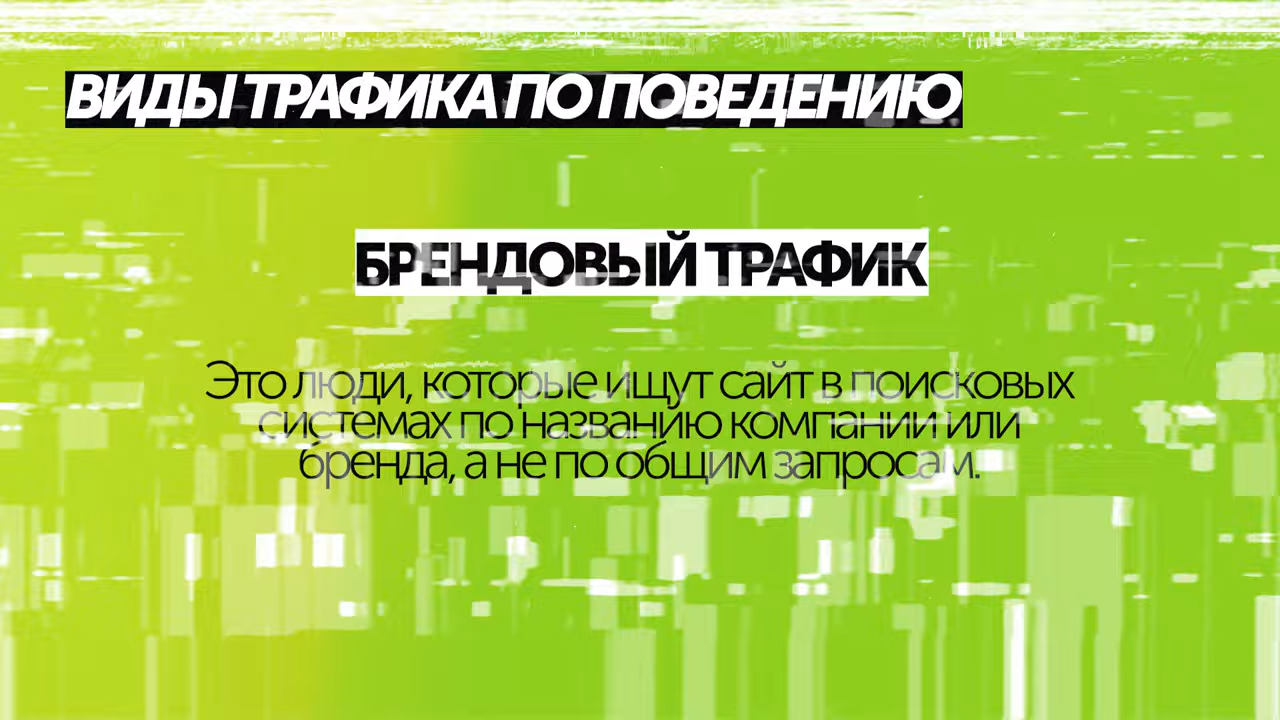 ВИДЫ ТРАФИКА ПО ПОВЕДЕНИЮ
БРЕНДОВЫЙ ТРАФИК
Это люди, которые ищут сайт в поисковых
системах по названию компании или
бренда, а не по общим запросам.